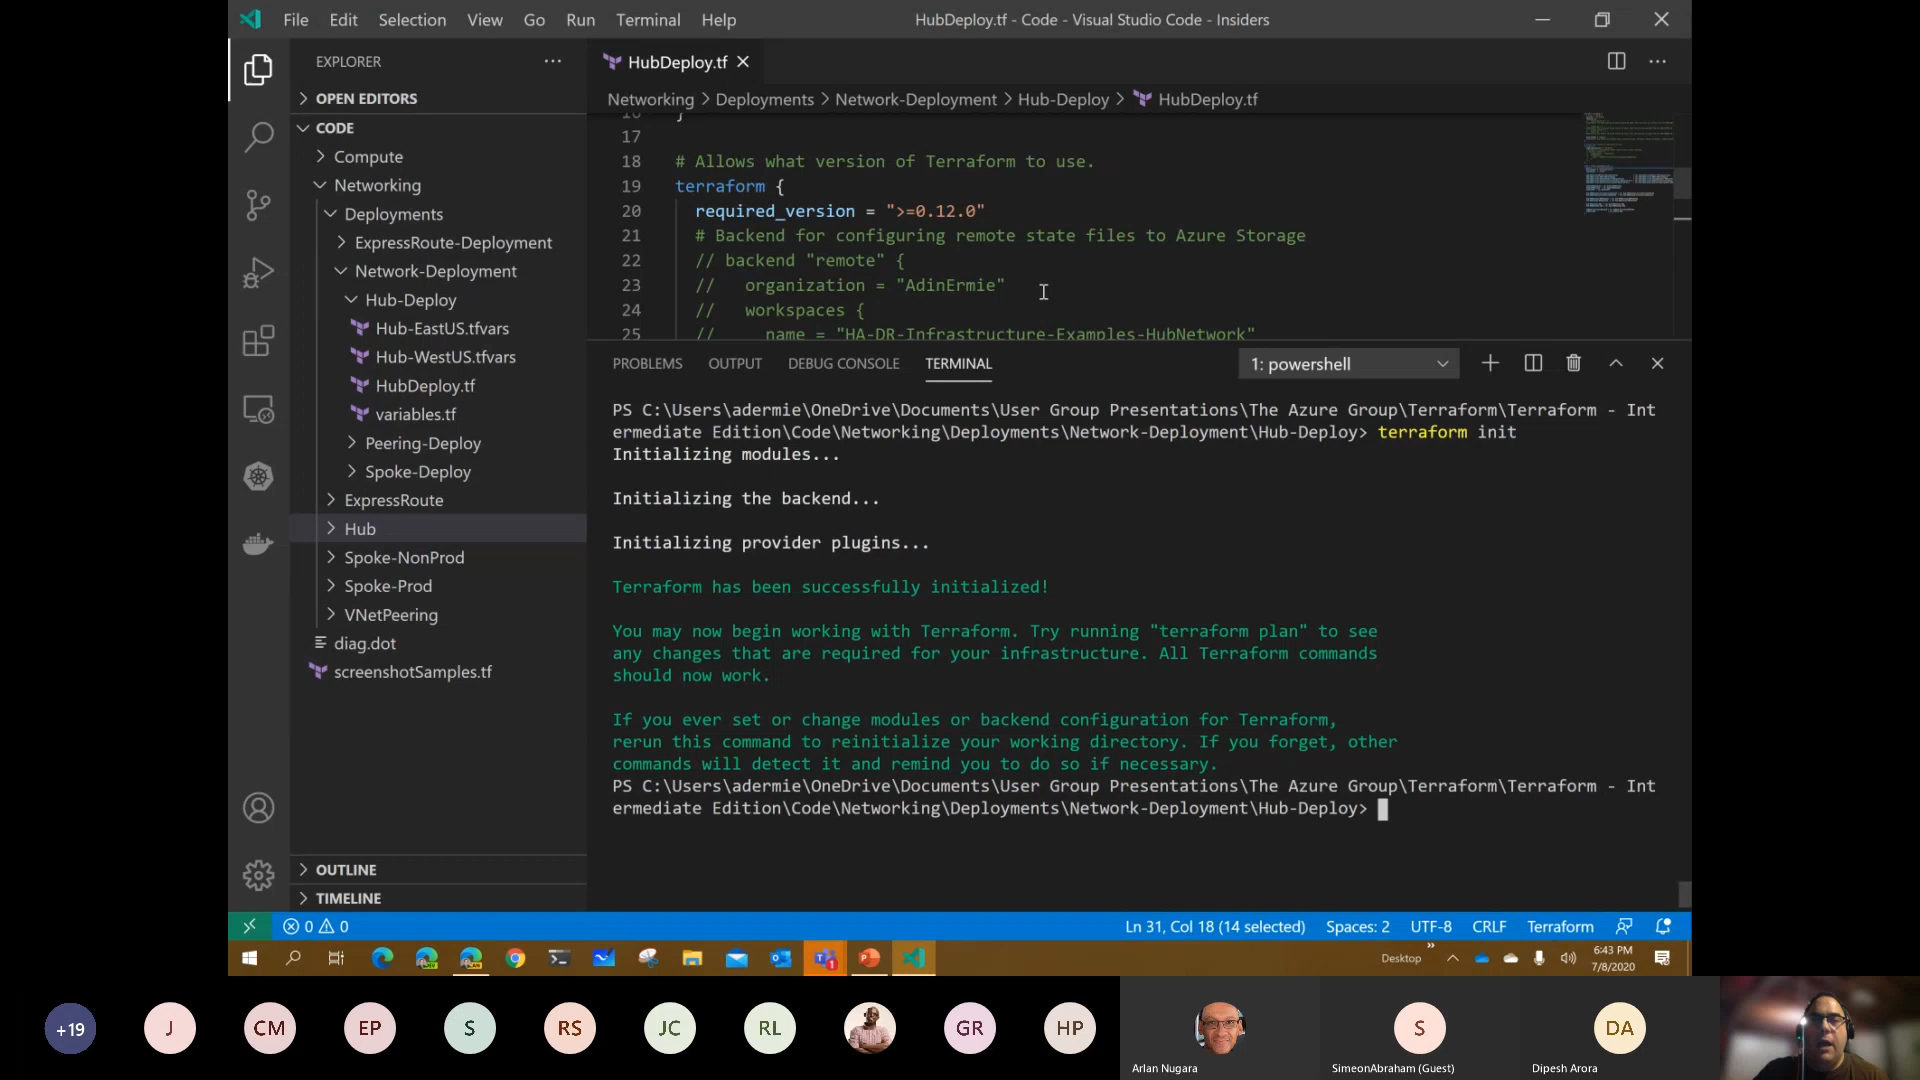 File Edit Selection View Go Run Terminal Help
HubDeploy.tf - Code - Visual Studio Code - Insiders
EXPLORER
OPEN EDITORS
CODE
Compute
Networking
Deployments
ExpressRoute-Deployment
Network-Deployment
Hub-Deploy
Hub-EastUS.tfvars
Hub-WestUS.tfvars
HubDeploy.tf
variables.tf
Peering-Deploy
Spoke-Deploy
ExpressRoute
Hub
Spoke-NonProd
Spoke-Prod
VNetPeering
diag.dot
screenshotSamples.tf
OUTLINE
TIMELINE
HubDeploy.tf
Networking > Deployments > Network-Deployment > Hub-Deploy > HubDeploy.tf
16 }
17
18 # Allows what version of Terraform to use.
19 terraform {
20 required_version = ">=0.12.0"
21 # Backend for configuring remote state files to Azure Storage
22 // backend "remote" {
23 // organization = "AdinErmie"
24 // workspaces {
25 // name = "HA-DR-Infrastructure-Examples-HubNetwork"
PROBLEMS OUTPUT DEBUG CONSOLE TERMINAL 1: powershell
PS C:\Users\adermie\OneDrive\Documents\User Group Presentations\The Azure Group\Terraform\Terraform - Int
ermediate Edition\Code\Networking\Deployments\Network-Deployment\Hub-Deploy> terraform init
Initializing modules...
Initializing the backend...
Initializing provider plugins...
Terraform has been successfully initialized!
You may now begin working with Terraform. Try running "terraform plan" to see
any changes that are required for your infrastructure. All Terraform commands
should now work.
If you ever set or change modules or backend configuration for Terraform,
rerun this command to reinitialize your working directory. If you forget, other
commands will detect it and remind you to do so if necessary.
PS C:\Users\adermie\OneDrive\Documents\User Group Presentations\The Azure Group\Terraform\Terraform - Int
ermediate Edition\Code\Networking\Deployments\Network-Deployment\Hub-Deploy>
0 0 Ln 31, Col 18 (14 selected) Spaces: 2 UTF-8 CRLF Terraform
Desktop 6:43 PM
7/8/2020
+19 J CM EP S RS JC RL GR HP S DA
Arlan Nugara SimeonAbraham (Guest) Dipesh Arora